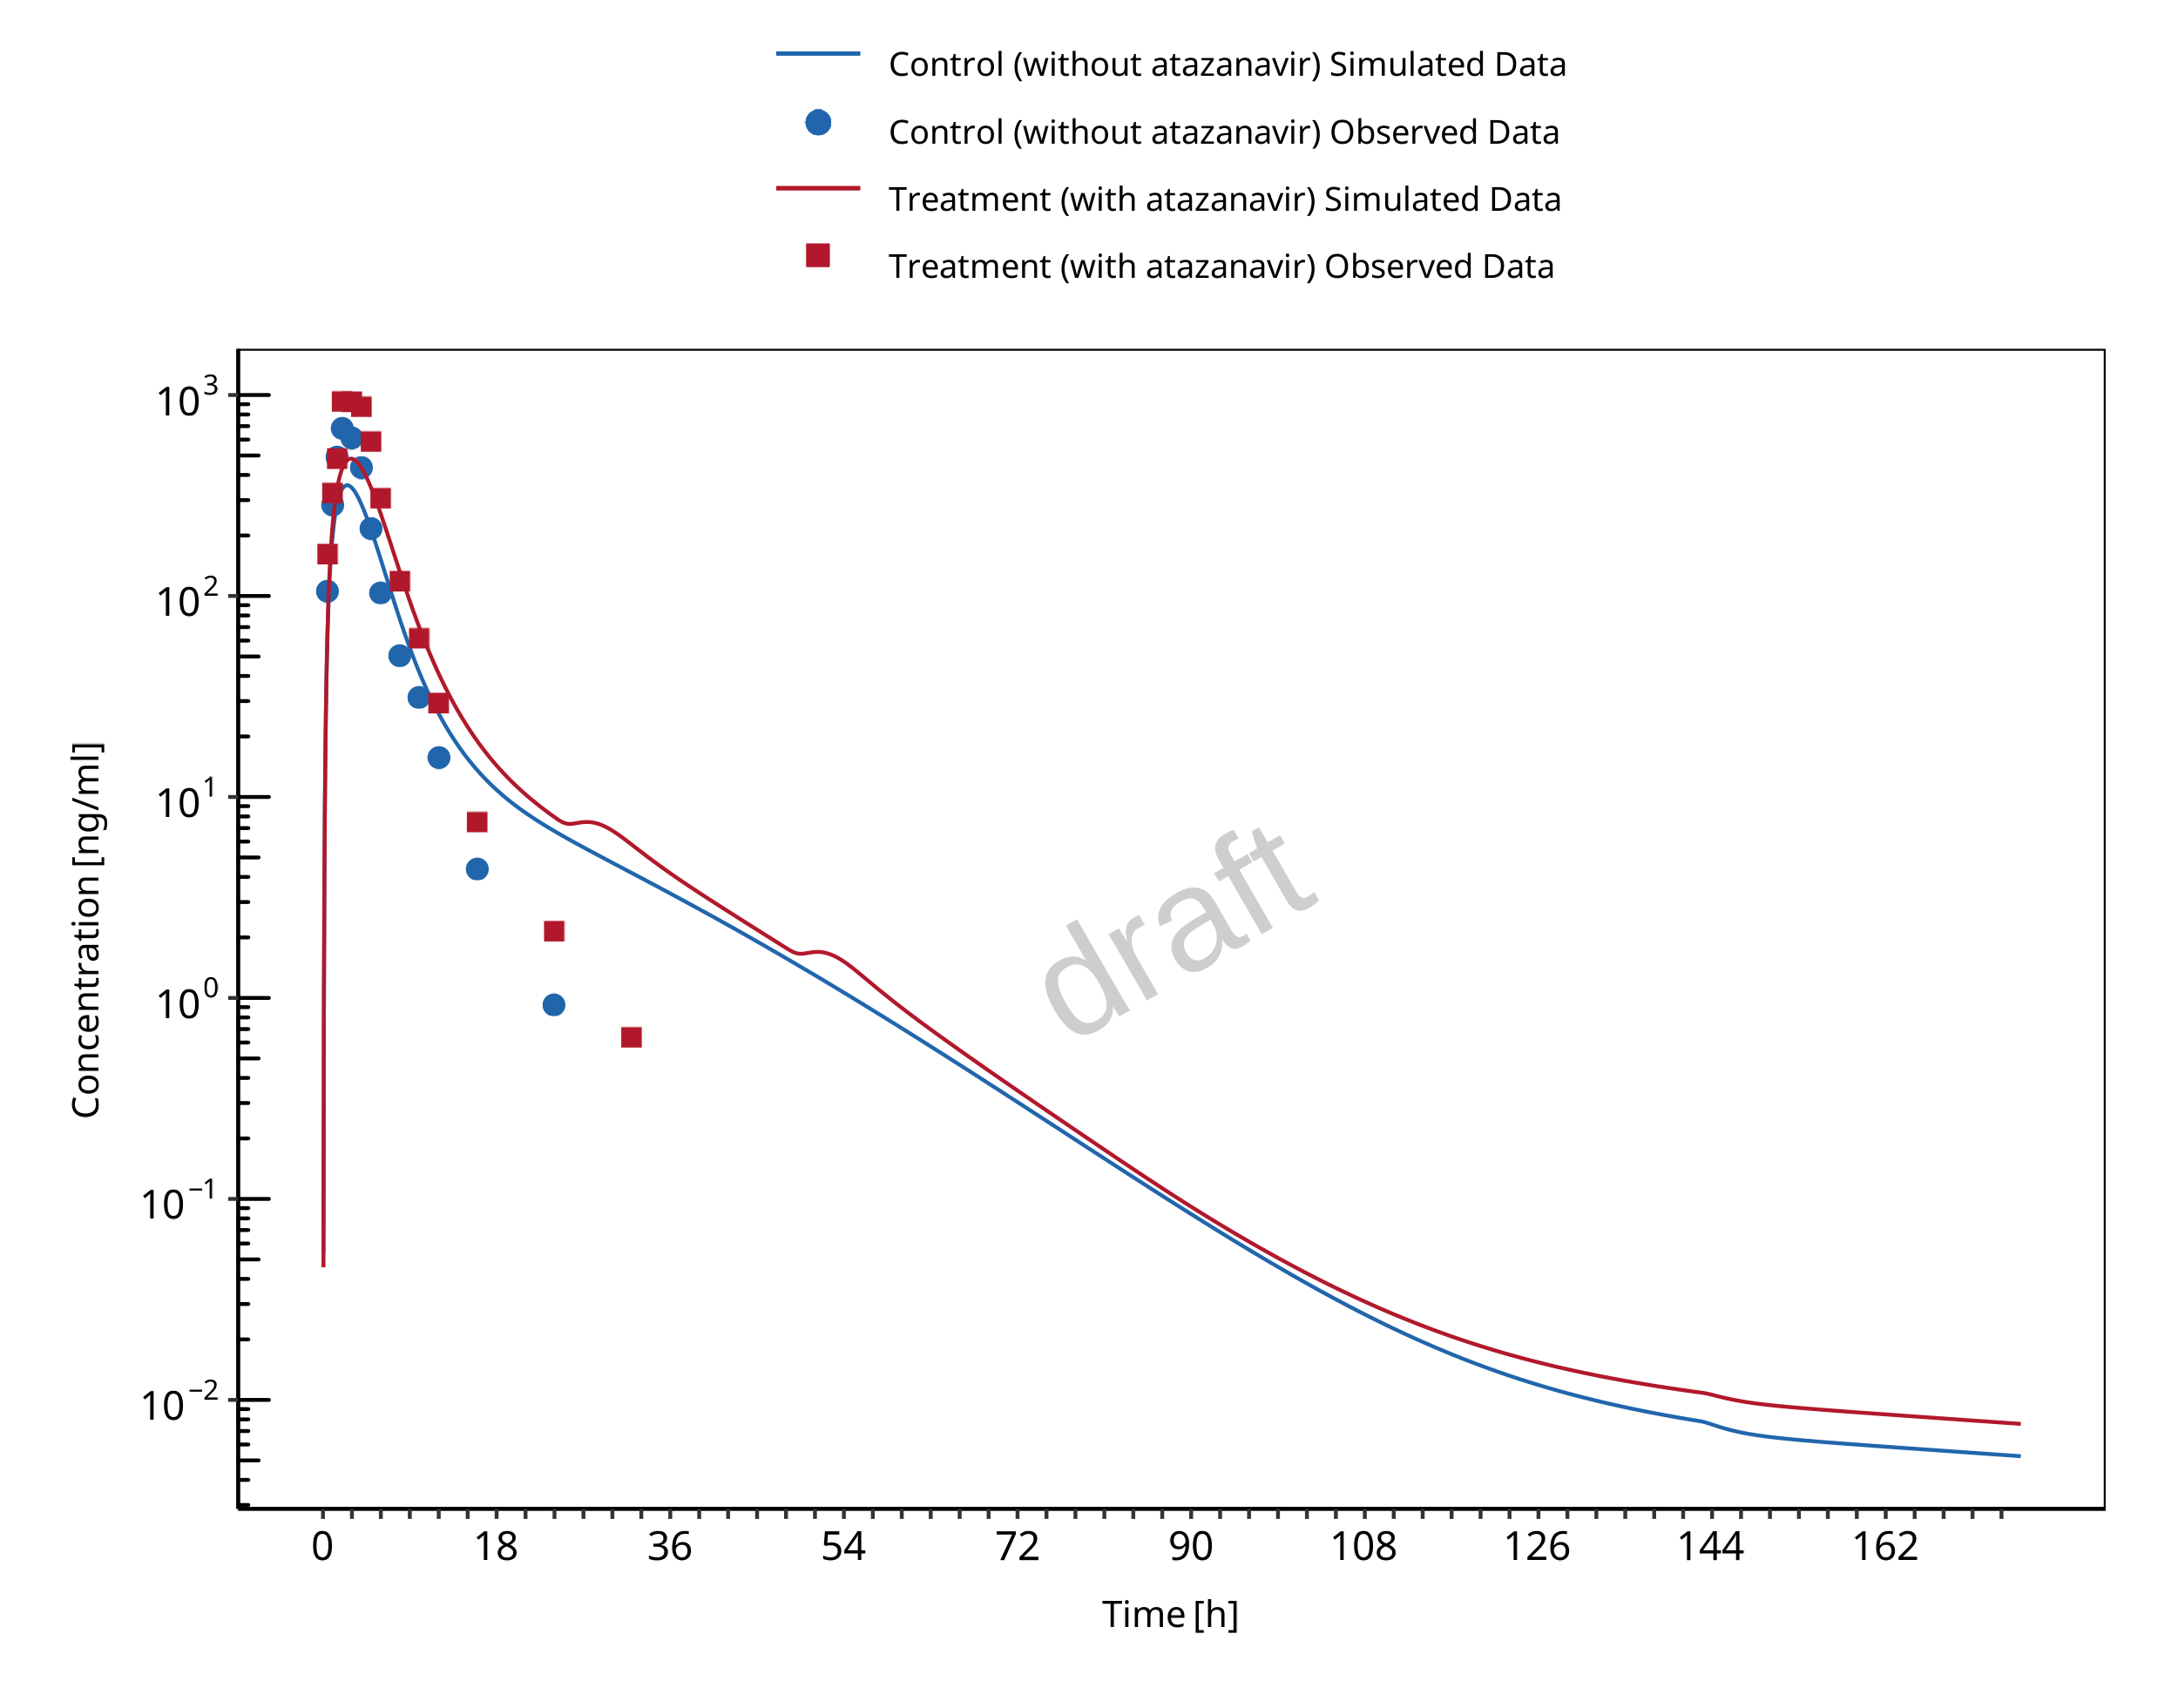 Control (without atazanavir) Simulated Data
Control (without atazanavir) Observed Data
Treatment (with atazanavir) Simulated Data
Treatment (with atazanavir) Observed Data
10³
10²
10¹
10⁰
10⁻¹
10⁻²
Concentration [ng/ml]
draft
0 18 36 54 72 90 108 126 144 162
Time [h]